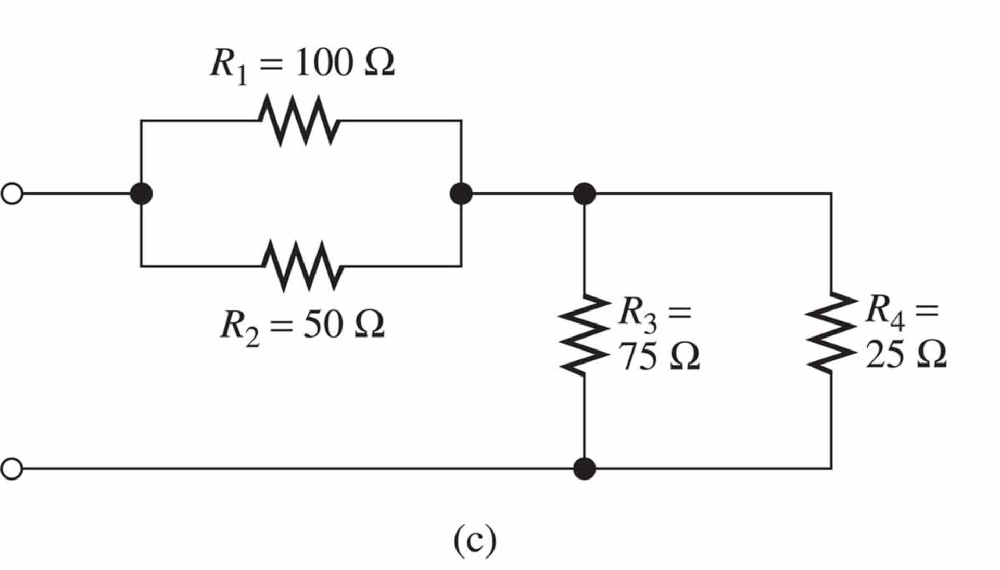 R₁ = 100 Ω
R₂ = 50 Ω
R₃ =
75 Ω
R₄ =
25 Ω
(c)